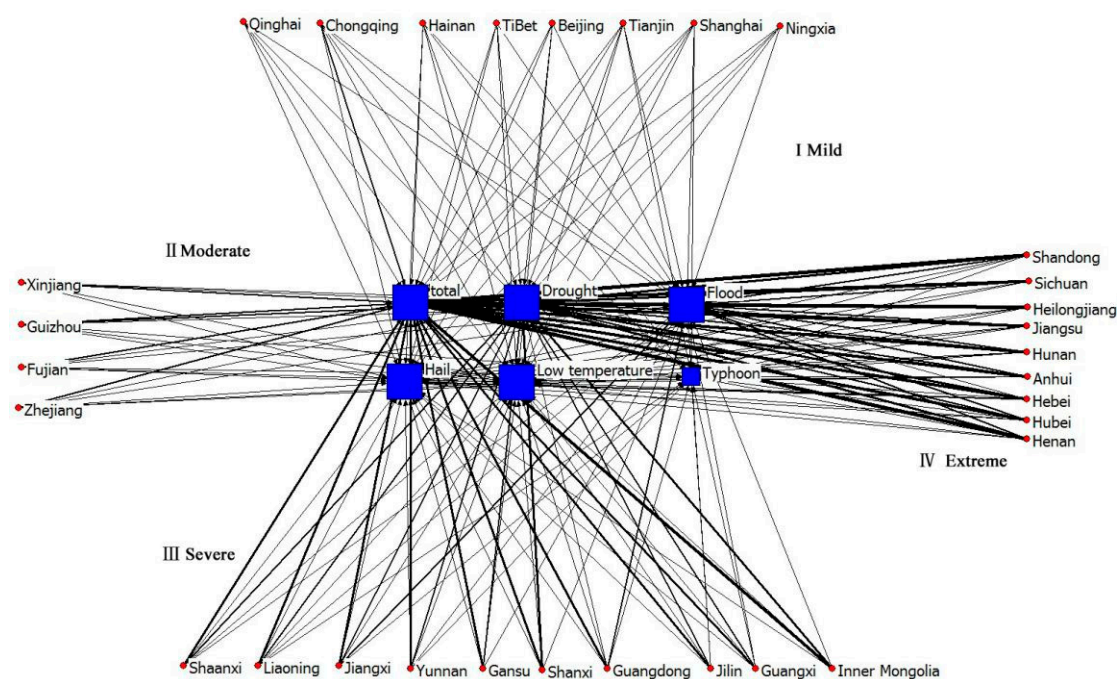 Qinghai
Chongqing
Hainan
TiBet
Beijing
Tianjin
Shanghai
Ningxia
I Mild
Ⅱ Moderate
Xinjiang
Guizhou
Fujian
Zhejiang
total
Drought
Flood
Hail
Low temperature
Typhoon
Shandong
Sichuan
Heilongjiang
Jiangsu
Hunan
Anhui
Hebei
Hubei
Henan
Ⅳ Extreme
Ⅲ Severe
Shaanxi
Liaoning
Jiangxi
Yunnan
Gansu
Shanxi
Guangdong
Jilin
Guangxi
Inner Mongolia